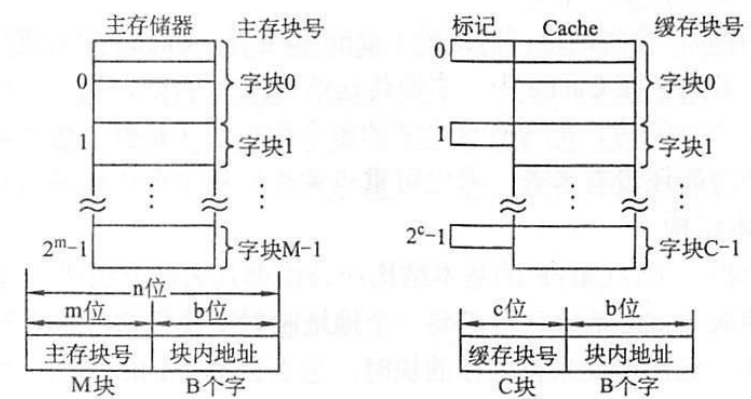 主存储器 主存块号 标记 Cache 缓存块号
0 字块0 0 字块0
1 字块1 1 字块1
2^m-1 字块M-1 2^c-1 字块C-1
n位
m位 b位 c位 b位
主存块号 块内地址 缓存块号 块内地址
M块 B个字 C块 B个字